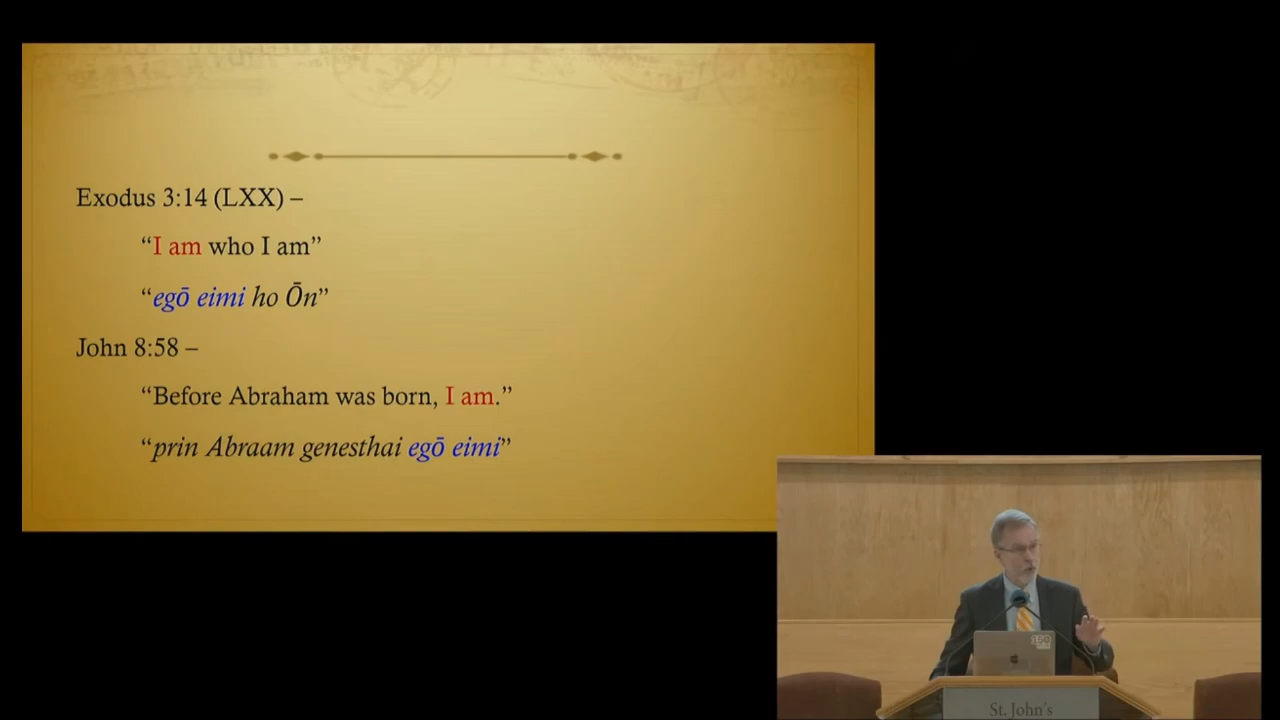 Exodus 3:14 (LXX) –
“I am who I am”
“egō eimi ho Ōn”
John 8:58 –
“Before Abraham was born, I am.”
“prin Abraam genesthai egō eimi”
150
St. John's